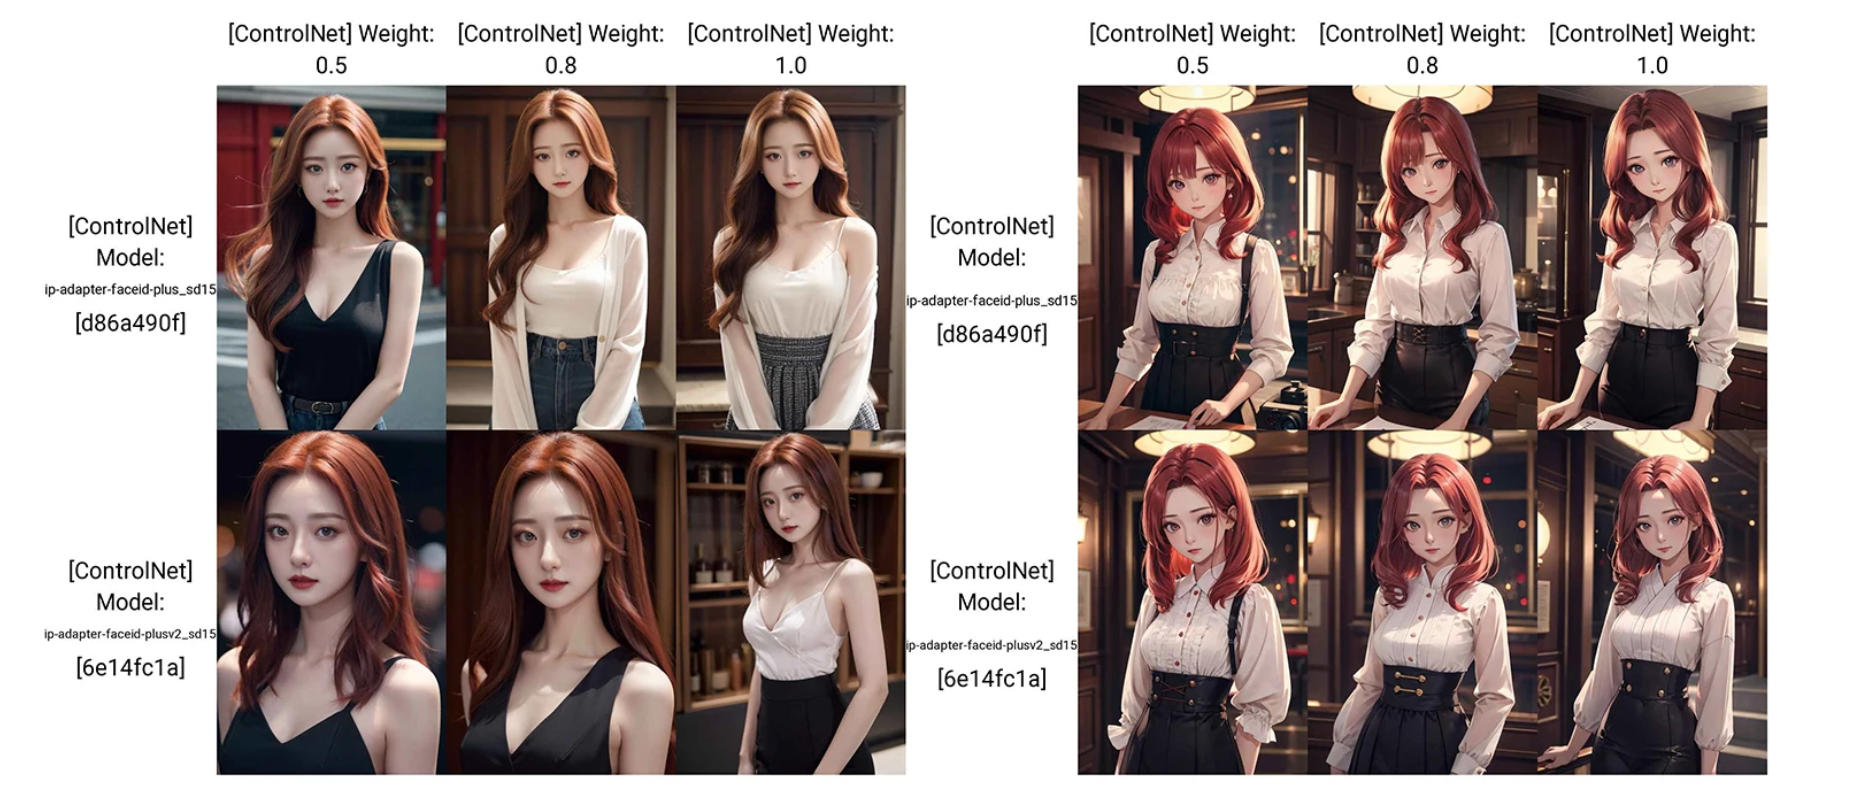 [ControlNet] Weight: [ControlNet] Weight: [ControlNet] Weight:
0.5 0.8 1.0
[ControlNet]
Model:
ip-adapter-faceid-plus_sd15
[d86a490f]
[ControlNet]
Model:
ip-adapter-faceid-plusv2_sd15
[6e14fc1a]
[ControlNet] Weight: [ControlNet] Weight: [ControlNet] Weight:
0.5 0.8 1.0
[ControlNet]
Model:
ip-adapter-faceid-plus_sd15
[d86a490f]
[ControlNet]
Model:
ip-adapter-faceid-plusv2_sd15
[6e14fc1a]